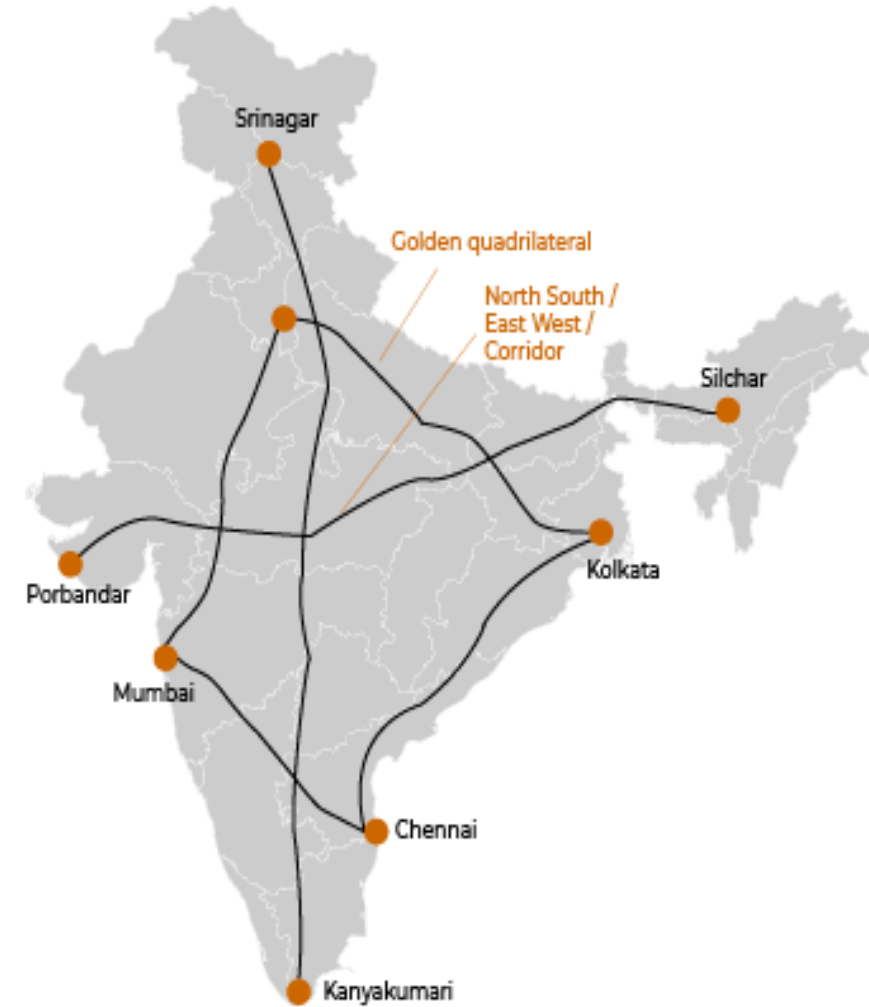 Srinagar
Golden quadrilateral
North South /
East West /
Corridor
Silchar
Porbandar
Kolkata
Mumbai
Chennai
Kanyakumari